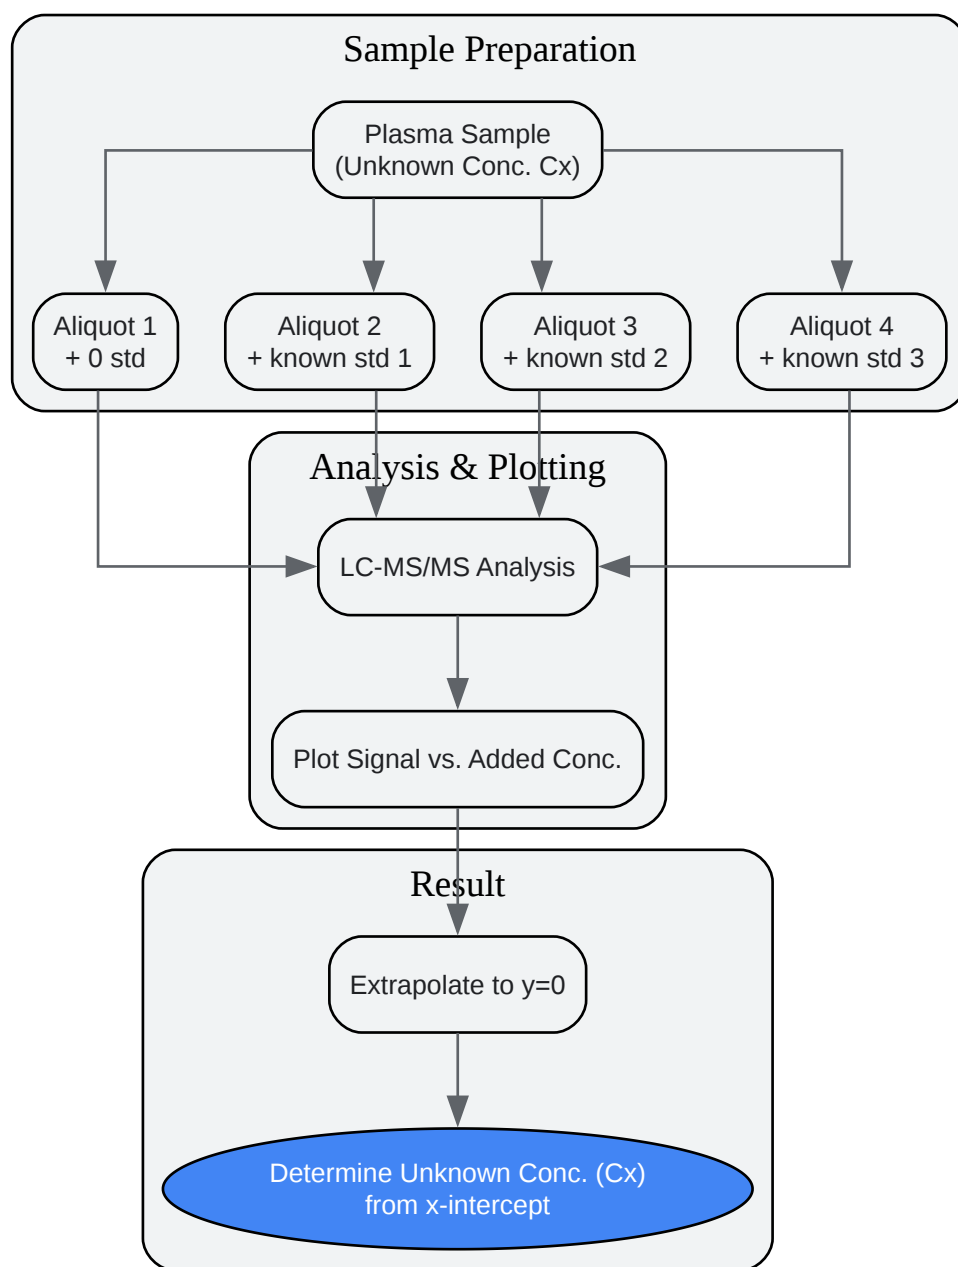 Sample Preparation
Plasma Sample
(Unknown Conc. Cx)
Aliquot 1
+ 0 std
Aliquot 2
+ known std 1
Aliquot 3
+ known std 2
Aliquot 4
+ known std 3
Analysis & Plotting
LC-MS/MS Analysis
Plot Signal vs. Added Conc.
Result
Extrapolate to y=0
Determine Unknown Conc. (Cx)
from x-intercept